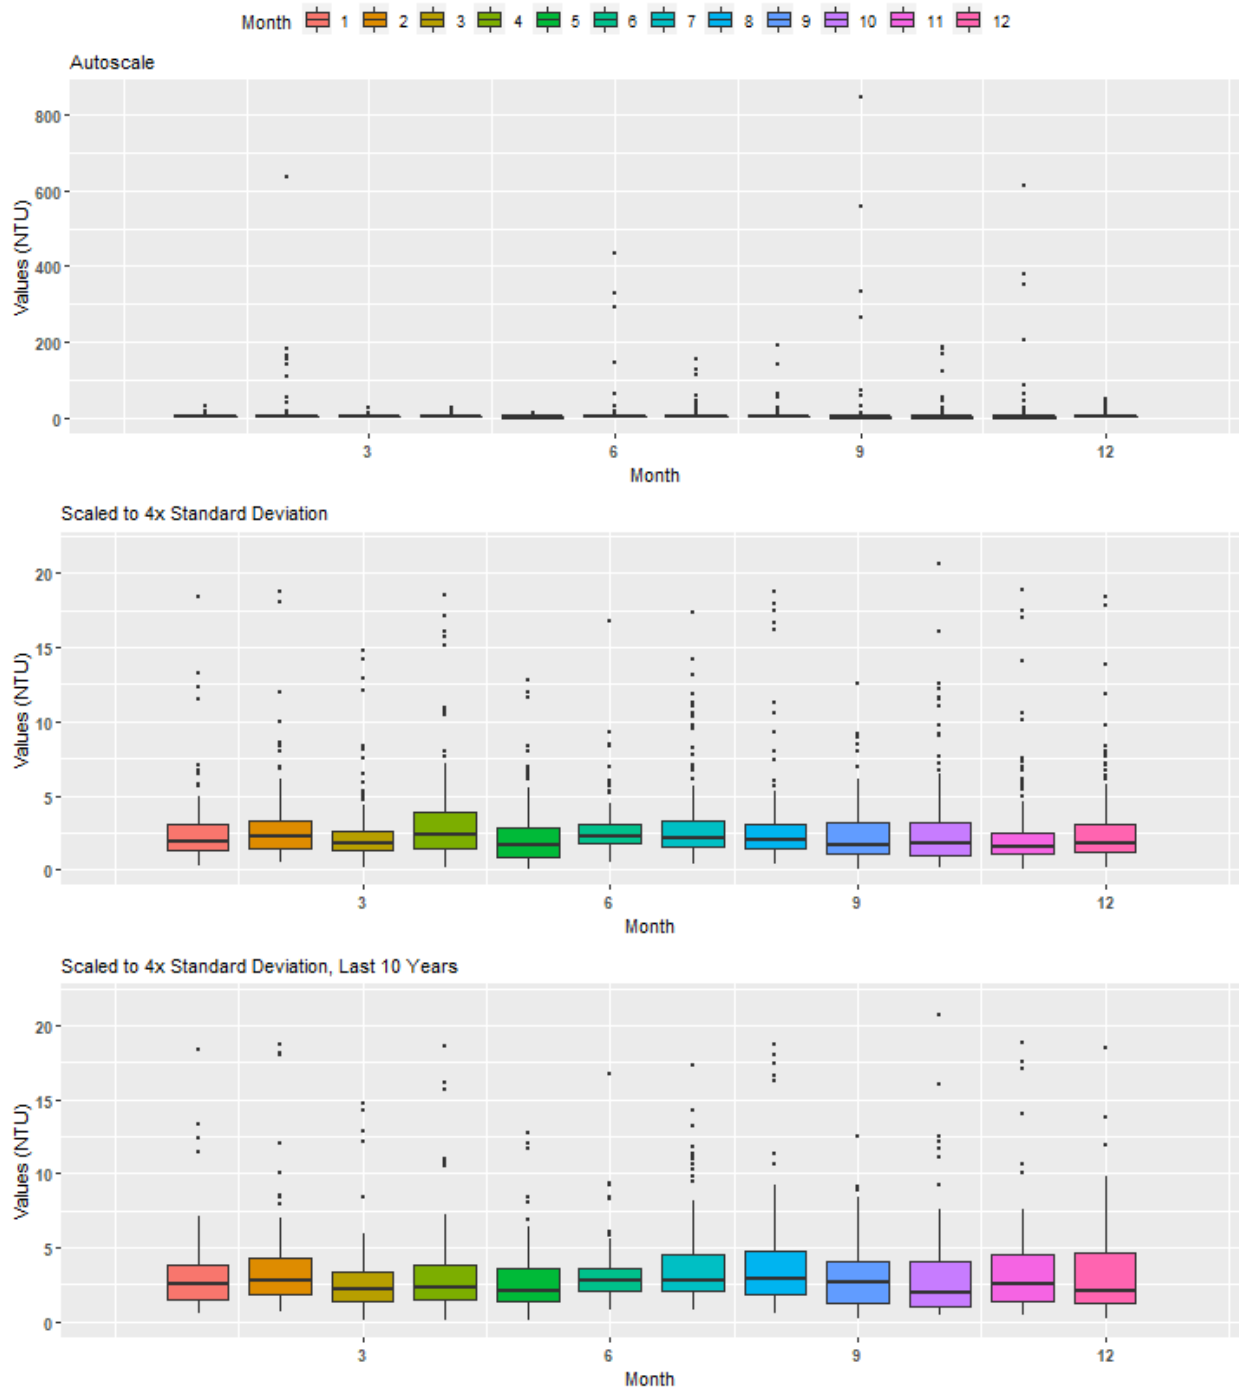 Month 1 2 3 4 5 6 7 8 9 10 11 12
Autoscale
Values (NTU)
800
600
400
200
0
3 6 9 12
Month
Scaled to 4x Standard Deviation
Values (NTU)
20
15
10
5
0
3 6 9 12
Month
Scaled to 4x Standard Deviation, Last 10 Years
Values (NTU)
20
15
10
5
0
3 6 9 12
Month